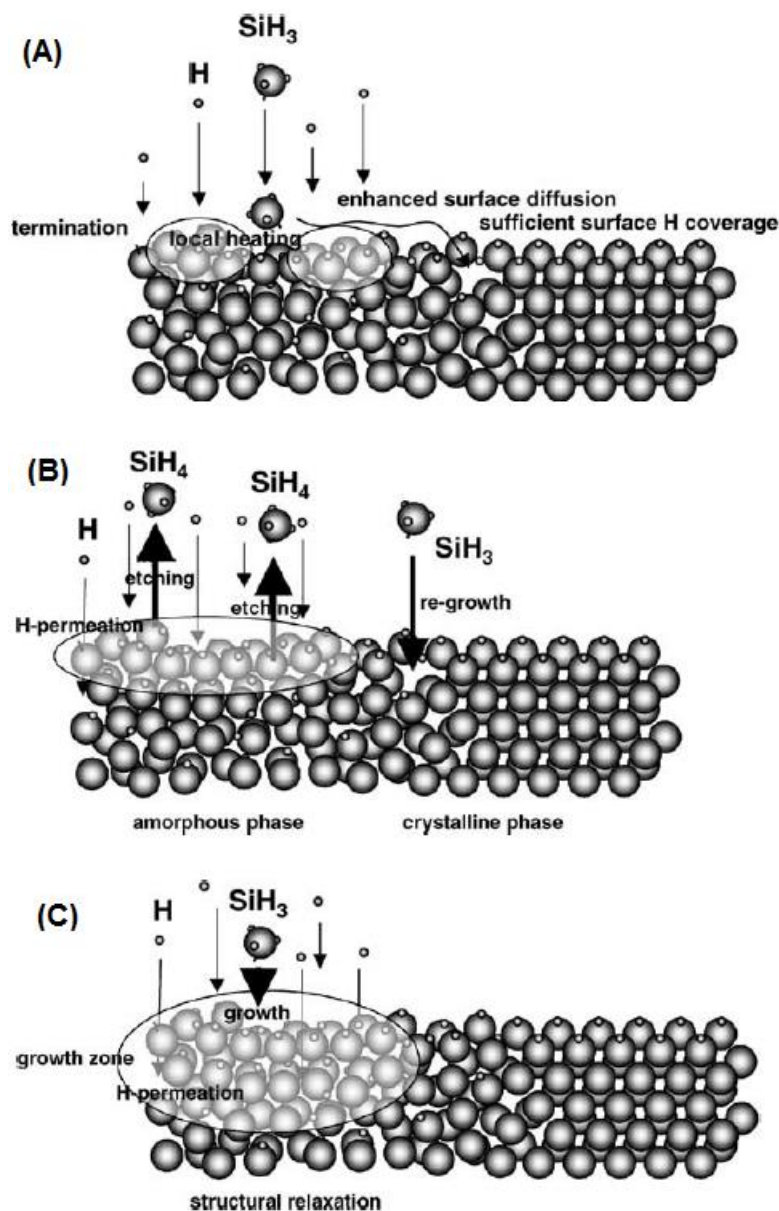 (A)
SiH3
H
enhanced surface diffusion
termination
sufficient surface H coverage
local heating
(B)
SiH4
SiH4
H
SiH3
etching
etching
re-growth
H-permeation
amorphous phase
crystalline phase
(C)
H
SiH3
growth
growth zone
H-permeation
structural relaxation